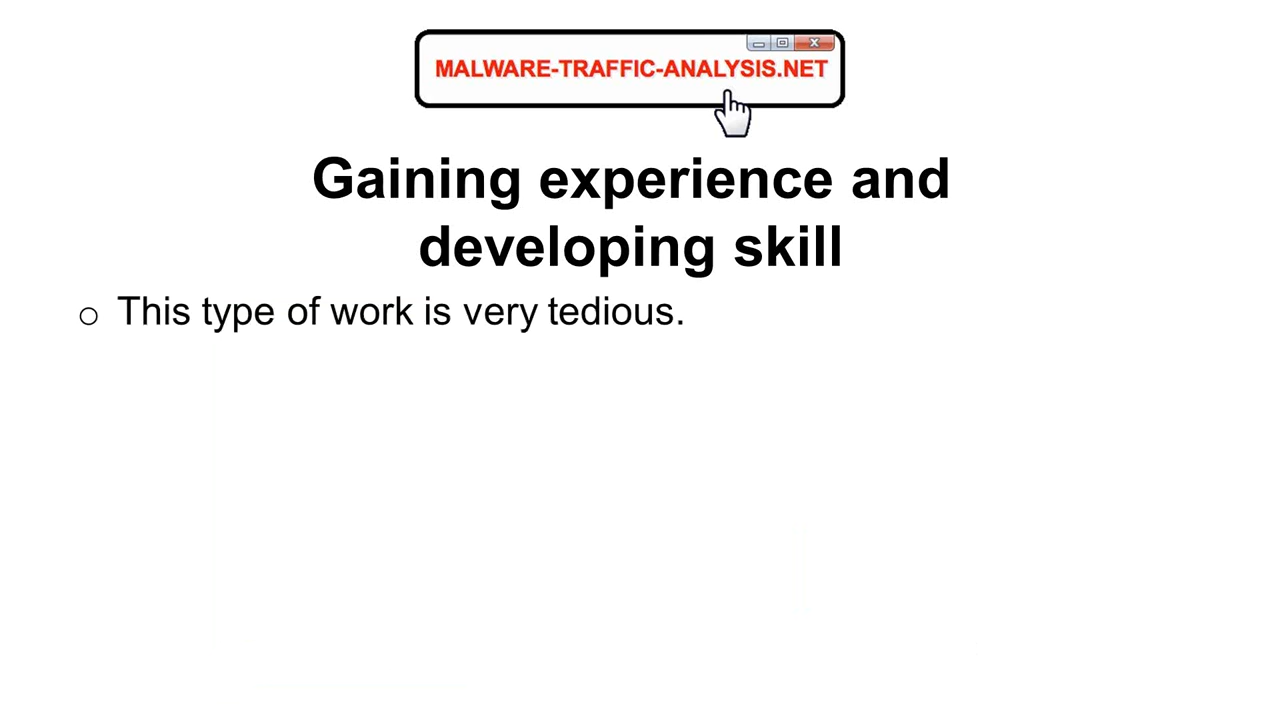 MALWARE-TRAFFIC-ANALYSIS.NET
Gaining experience and
developing skill
○ This type of work is very tedious.